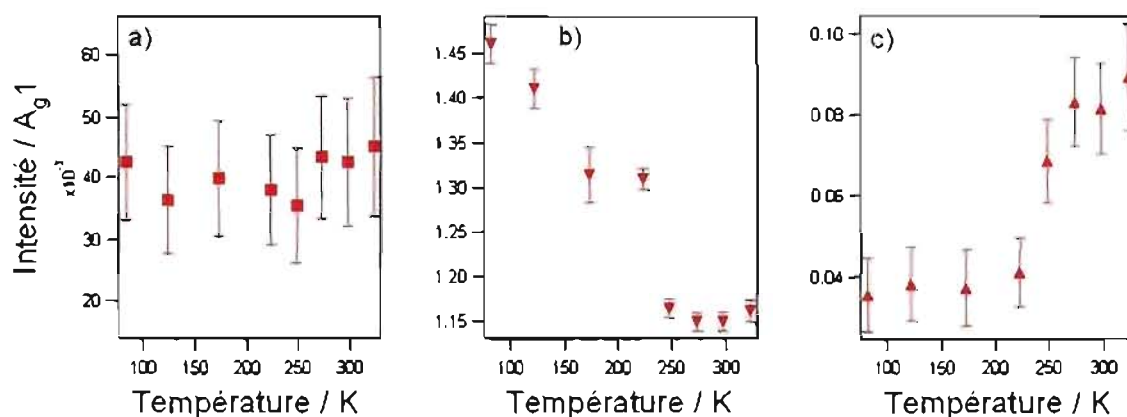 Intensité / Ag1
x10⁻³
a)
60
50
40
30
20
100 150 200 250 300
Température / K
b)
1.45
1.40
1.35
1.30
1.25
1.20
1.15
100 150 200 250 300
Température / K
c)
0.10
0.08
0.06
0.04
100 150 200 250 300
Température / K